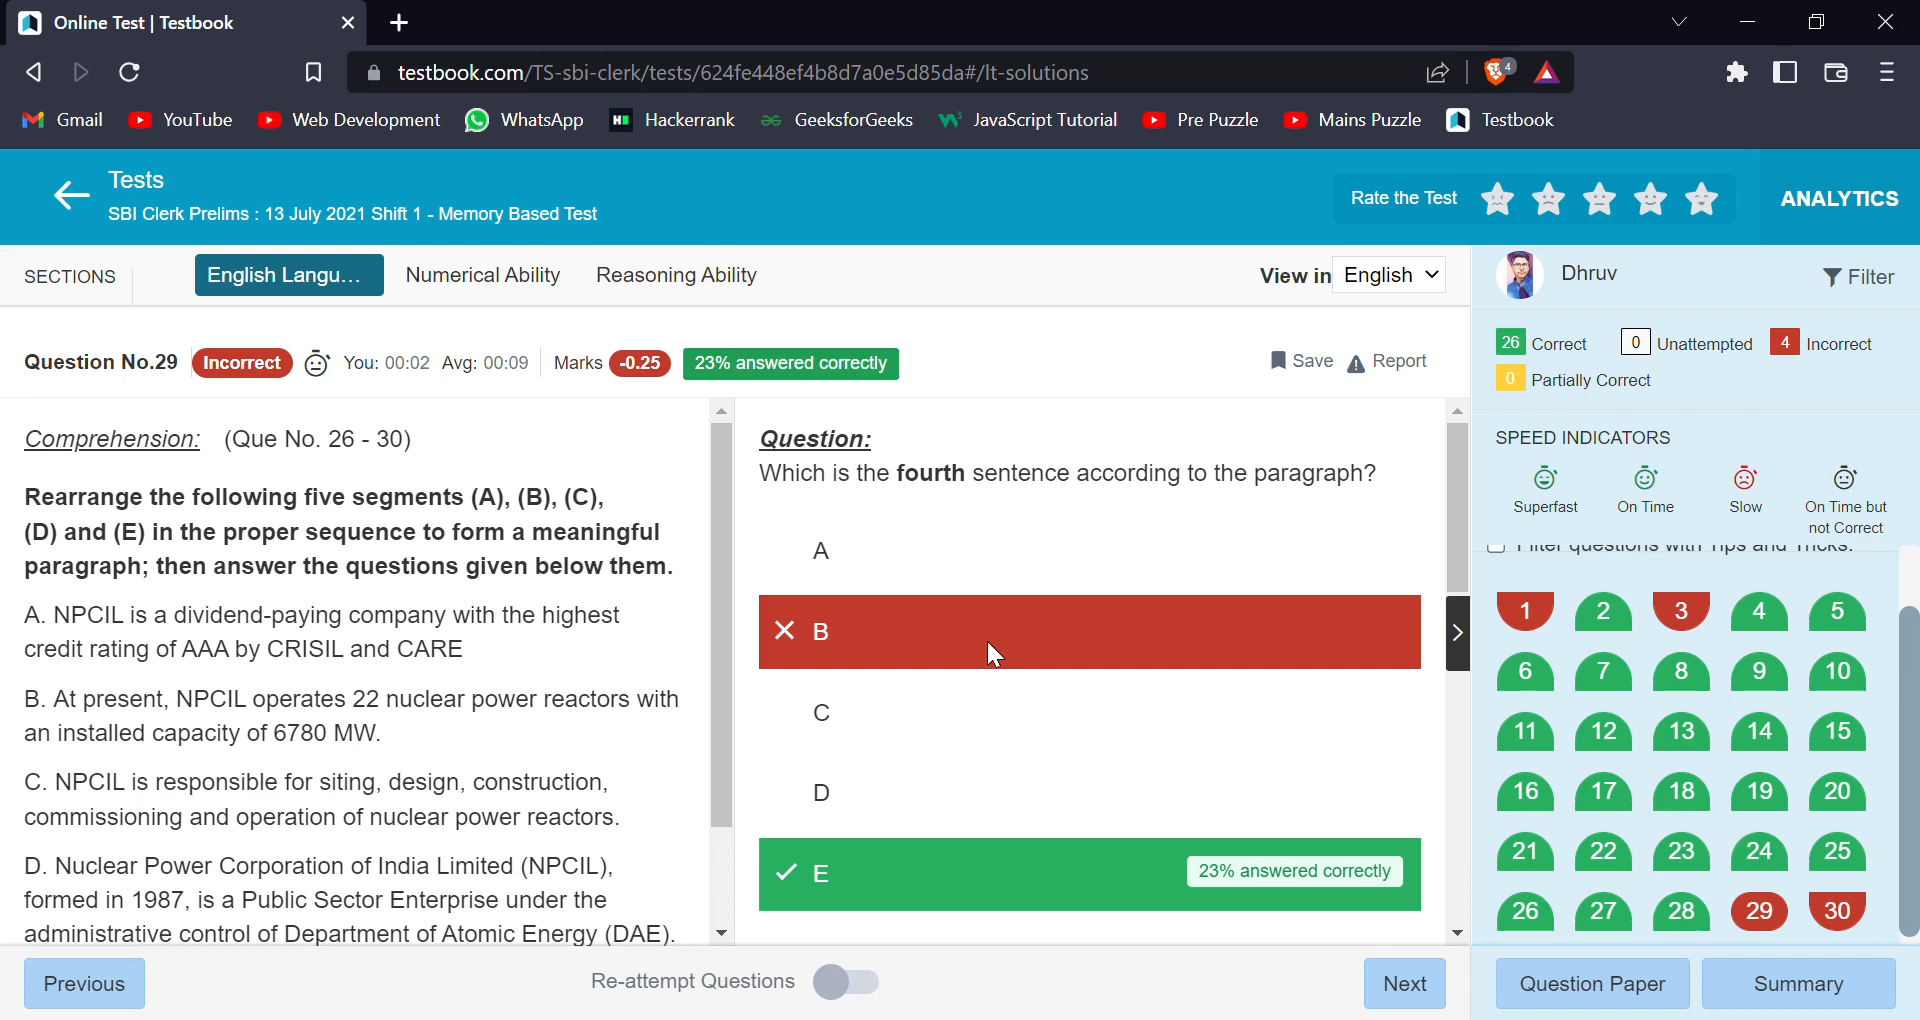 Online Test | Testbook
testbook.com/TS-sbi-clerk/tests/624fe448ef4b8d7a0e5d85da#/lt-solutions
4
Gmail YouTube Web Development WhatsApp Hackerrank GeeksforGeeks JavaScript Tutorial Pre Puzzle Mains Puzzle Testbook
Tests
SBI Clerk Prelims : 13 July 2021 Shift 1 - Memory Based Test
Rate the Test
ANALYTICS
SECTIONS English Langu... Numerical Ability Reasoning Ability
View in English
Question No.29 Incorrect You: 00:02 Avg: 00:09 Marks -0.25 23% answered correctly
Save Report
Comprehension: (Que No. 26 - 30)
Rearrange the following five segments (A), (B), (C),
(D) and (E) in the proper sequence to form a meaningful
paragraph; then answer the questions given below them.
A. NPCIL is a dividend-paying company with the highest
credit rating of AAA by CRISIL and CARE
B. At present, NPCIL operates 22 nuclear power reactors with
an installed capacity of 6780 MW.
C. NPCIL is responsible for siting, design, construction,
commissioning and operation of nuclear power reactors.
D. Nuclear Power Corporation of India Limited (NPCIL),
formed in 1987, is a Public Sector Enterprise under the
administrative control of Department of Atomic Energy (DAE).
Question:
Which is the fourth sentence according to the paragraph?
A
B
C
D
E
23% answered correctly
Dhruv
Filter
26 Correct 0 Unattempted 4 Incorrect
0 Partially Correct
SPEED INDICATORS
Superfast On Time Slow On Time but
not Correct
Filter questions with Tips and Tricks.
1 2 3 4 5
6 7 8 9 10
11 12 13 14 15
16 17 18 19 20
21 22 23 24 25
26 27 28 29 30
Previous
Re-attempt Questions
Next
Question Paper
Summary